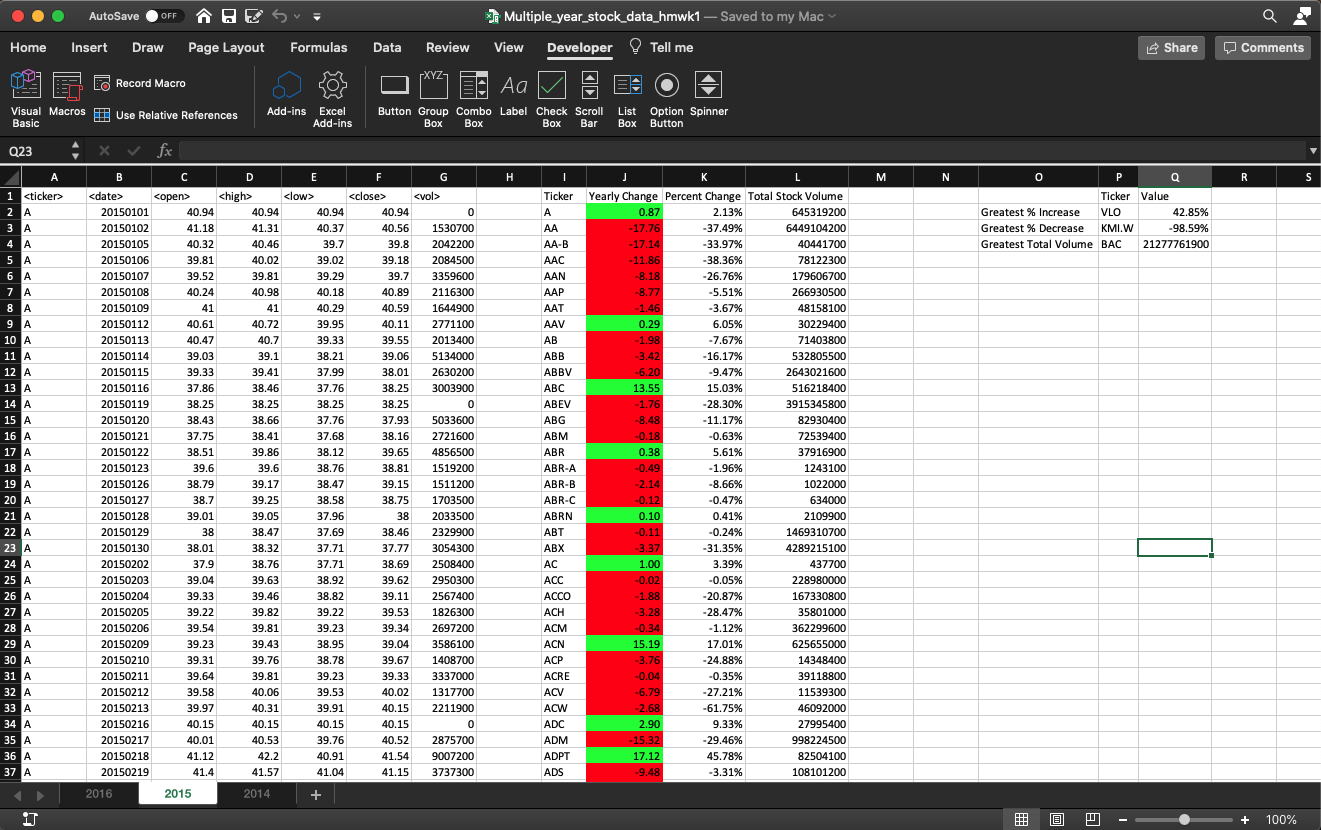 AutoSave OFF Multiple_year_stock_data_hmwk1 — Saved to my Mac
Home Insert Draw Page Layout Formulas Data Review View Developer Tell me Share Comments
Visual Basic Macros Record Macro Use Relative References Add-ins Excel Add-ins Button Group Box Combo Box Label Check Box Scroll Bar List Box Option Button Spinner
XYZ Aa
Q23 fx
A B C D E F G H I J K L M N O P Q R S
1 <ticker> <date> <open> <high> <low> <close> <vol> Ticker Yearly Change Percent Change Total Stock Volume Ticker Value
2 A 20150101 40.94 40.94 40.94 40.94 0 A 0.87 2.13% 645319200 Greatest % Increase VLO 42.85%
3 A 20150102 41.18 41.31 40.37 40.56 1530700 AA -17.76 -37.49% 6449104200 Greatest % Decrease KMI.W -98.59%
4 A 20150105 40.32 40.46 39.7 39.8 2042200 AA-B -17.14 -33.97% 40441700 Greatest Total Volume BAC 21277761900
5 A 20150106 39.81 40.02 39.02 39.18 2084500 AAC -11.86 -38.36% 78122300
6 A 20150107 39.52 39.81 39.29 39.7 3359600 AAN -8.18 -26.76% 179606700
7 A 20150108 40.24 40.98 40.18 40.89 2116300 AAP -8.77 -5.51% 266930500
8 A 20150109 41 41 40.29 40.59 1644900 AAT -1.46 -3.67% 48158100
9 A 20150112 40.61 40.72 39.95 40.11 2771100 AAV 0.29 6.05% 30229400
10 A 20150113 40.47 40.7 39.33 39.55 2013400 AB -1.98 -7.67% 71403800
11 A 20150114 39.03 39.1 38.21 39.06 5134000 ABB -3.42 -16.17% 532805500
12 A 20150115 39.33 39.41 37.99 38.01 2630200 ABBV -6.20 -9.47% 2643021600
13 A 20150116 37.86 38.46 37.76 38.25 3003900 ABC 13.55 15.03% 516218400
14 A 20150119 38.25 38.25 38.25 38.25 0 ABEV -1.76 -28.30% 3915345800
15 A 20150120 38.43 38.66 37.76 37.93 5033600 ABG -8.48 -11.17% 82930400
16 A 20150121 37.75 38.41 37.68 38.16 2721600 ABM -0.18 -0.63% 72539400
17 A 20150122 38.51 39.86 38.12 39.65 4856500 ABR 0.38 5.61% 37916900
18 A 20150123 39.6 39.6 38.76 38.81 1519200 ABR-A -0.49 -1.96% 1243100
19 A 20150126 38.79 39.17 38.47 39.15 1511200 ABR-B -2.14 -8.66% 1022000
20 A 20150127 38.7 39.25 38.58 38.75 1703500 ABR-C -0.12 -0.47% 634000
21 A 20150128 39.01 39.05 37.96 38 2033500 ABRN 0.10 0.41% 2109900
22 A 20150129 38 38.47 37.69 38.46 2329900 ABT -0.11 -0.24% 1469310700
23 A 20150130 38.01 38.32 37.71 37.77 3054300 ABX -3.37 -31.35% 4289215100
24 A 20150202 37.9 38.76 37.71 38.69 2508400 AC 1.00 3.39% 437700
25 A 20150203 39.04 39.63 38.92 39.62 2950300 ACC -0.02 -0.05% 228980000
26 A 20150204 39.33 39.46 38.82 39.11 2567400 ACCO -1.88 -20.87% 167330800
27 A 20150205 39.22 39.82 39.22 39.53 1826300 ACH -3.28 -28.47% 35801000
28 A 20150206 39.54 39.81 39.23 39.34 2697200 ACM -0.34 -1.12% 362299600
29 A 20150209 39.23 39.43 38.95 39.04 3586100 ACN 15.19 17.01% 625655000
30 A 20150210 39.31 39.76 38.78 39.67 1408700 ACP -3.76 -24.88% 14348400
31 A 20150211 39.64 39.81 39.23 39.33 3337000 ACRE -0.04 -0.35% 39118800
32 A 20150212 39.58 40.06 39.53 40.02 1317700 ACV -6.79 -27.21% 11539300
33 A 20150213 39.97 40.31 39.91 40.15 2211900 ACW -2.68 -61.75% 46092000
34 A 20150216 40.15 40.15 40.15 40.15 0 ADC 2.90 9.33% 27995400
35 A 20150217 40.01 40.53 39.76 40.52 2875700 ADM -15.32 -29.46% 998224500
36 A 20150218 41.12 42.2 40.91 41.54 9007200 ADPT 17.12 45.78% 82504100
37 A 20150219 41.4 41.57 41.04 41.15 3737300 ADS -9.48 -3.31% 108101200
2016 2015 2014 +
100%